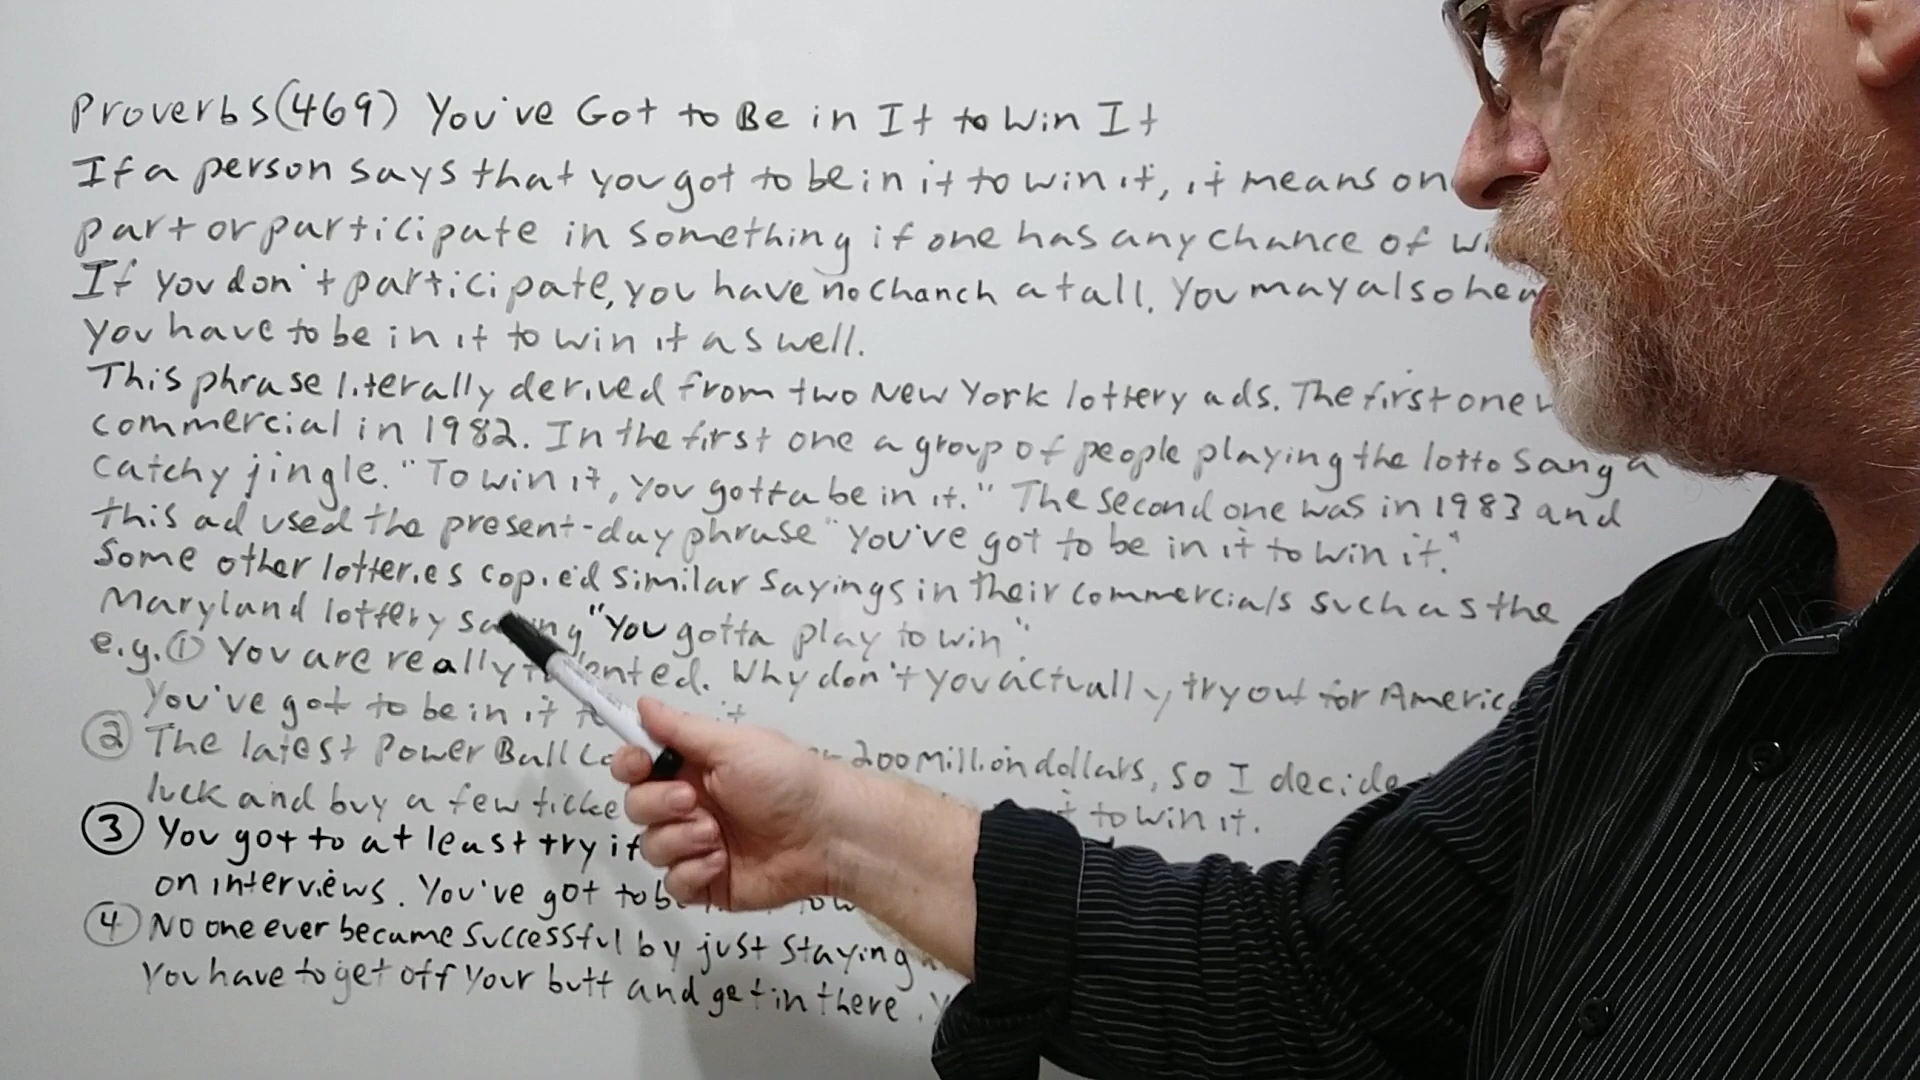 Proverbs (469) You've Got to Be in It to Win It
If a person says that you got to be in it to win it, it means
part or participate in something if one has any chance of
If you don't participate, you have no chanch at all. You may also hear
you have to be in it to win it as well.
This phrase literally derived from two New York lottery ads. The first one
commercial in 1982. In the first one a group of people playing the lotto sang a
catchy jingle. "To win it, you gotta be in it." The second one was in 1983 and
this ad used the present-day phrase "You've got to be in it to win it."
Some other lotteries copied similar sayings in their commercials such as the
Maryland lottery saying "You gotta play to win".
e.g. ① You are really talented. Why don't you actually, try out for
You've got to be in it to it
② The latest Power Ball 200 million dollars, so I decide
luck and buy a few to win it.
③ You got to at least try if
on interviews. You've got to be
④ No one ever became successful by just staying
You have to get off your butt and get in there.